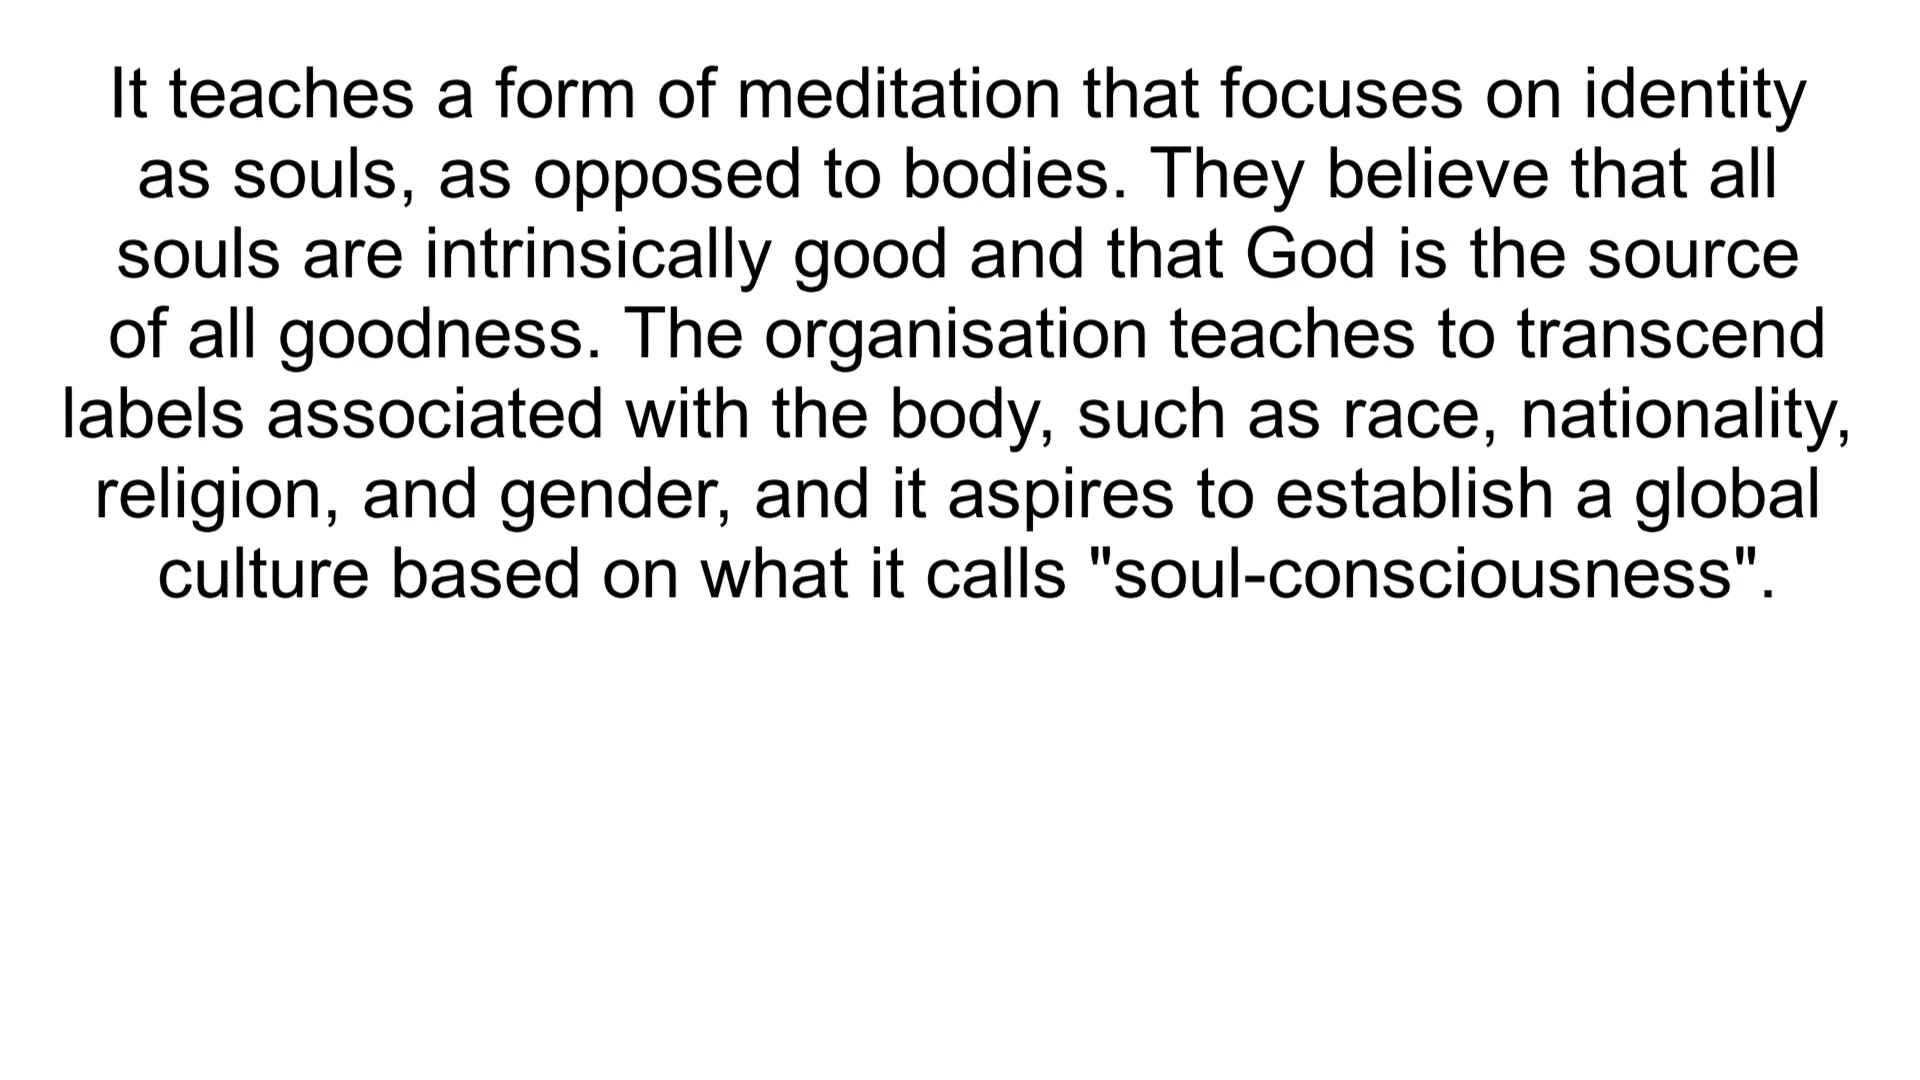 It teaches a form of meditation that focuses on identity
as souls, as opposed to bodies. They believe that all
souls are intrinsically good and that God is the source
of all goodness. The organisation teaches to transcend
labels associated with the body, such as race, nationality,
religion, and gender, and it aspires to establish a global
culture based on what it calls "soul-consciousness".